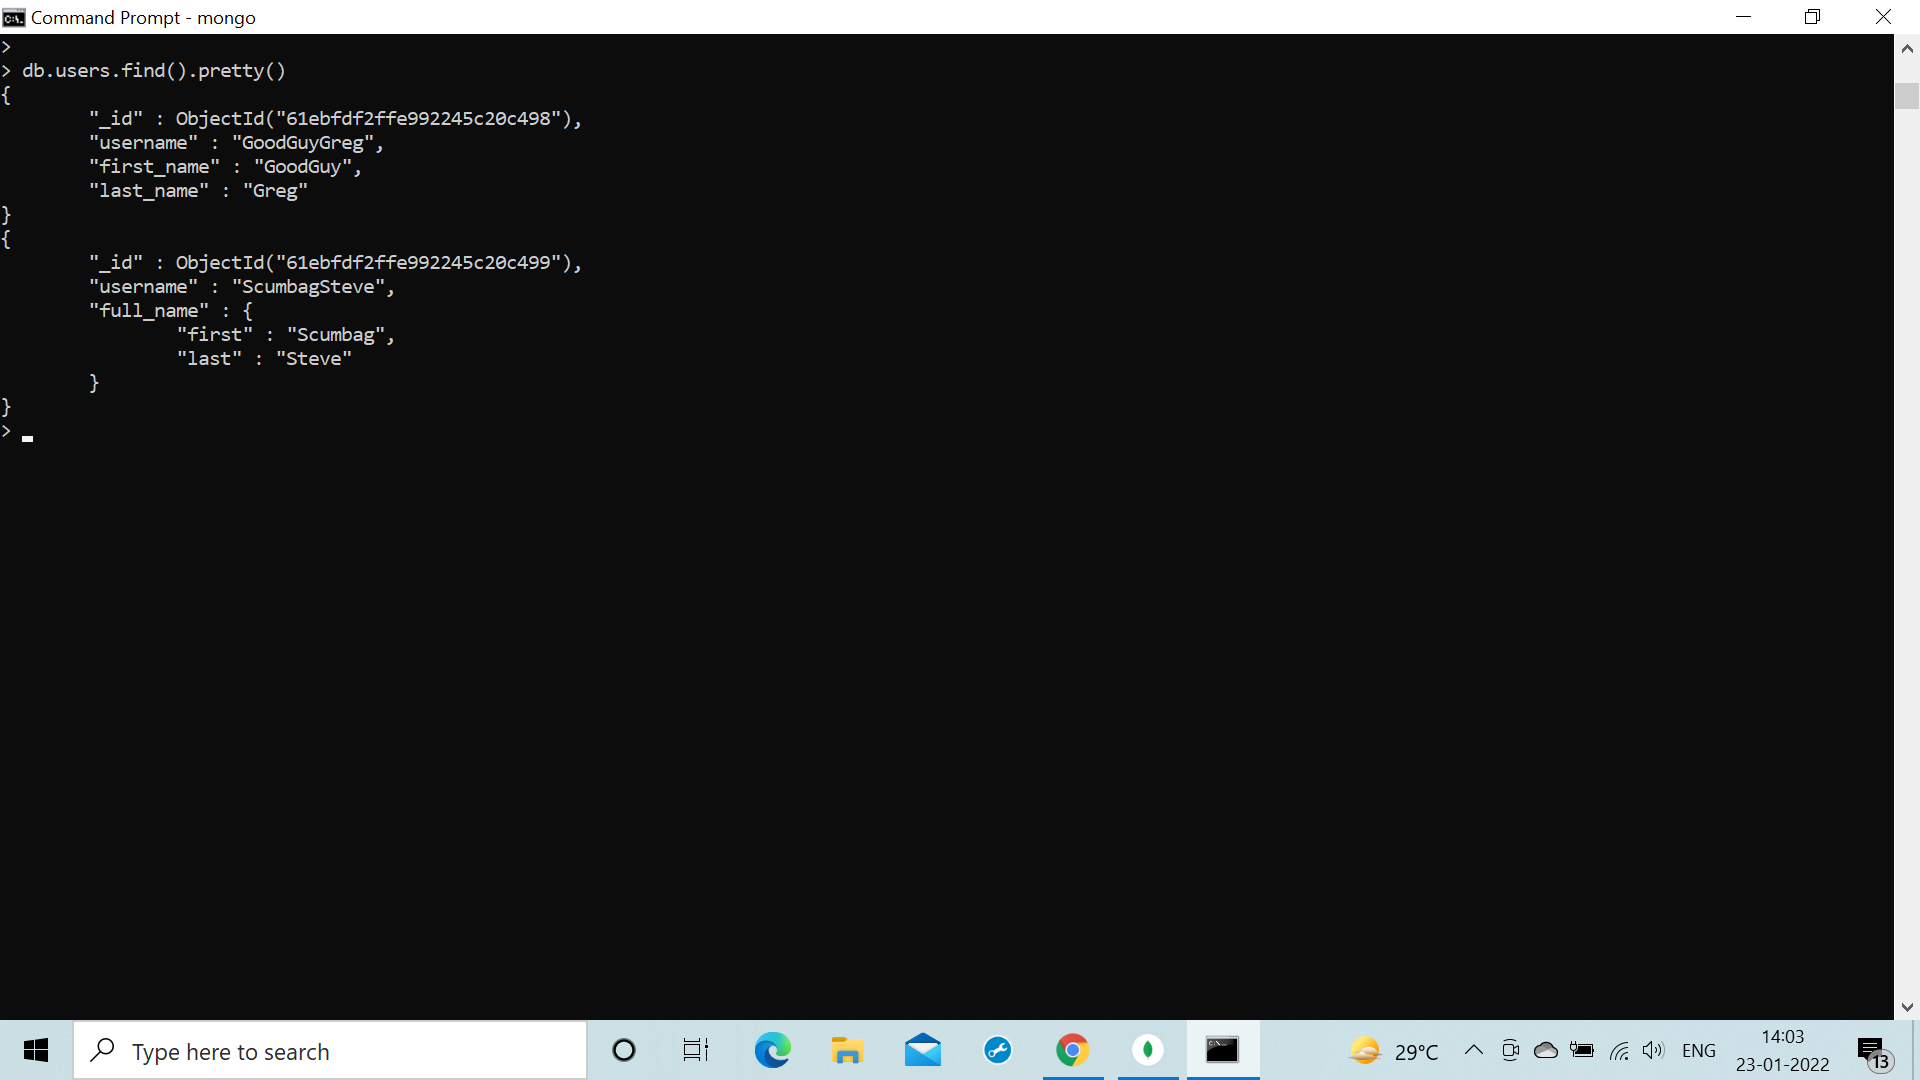 Command Prompt - mongo
>
> db.users.find().pretty()
{
"_id" : ObjectId("61ebfdf2ffe992245c20c498"),
"username" : "GoodGuyGreg",
"first_name" : "GoodGuy",
"last_name" : "Greg"
}
{
"_id" : ObjectId("61ebfdf2ffe992245c20c499"),
"username" : "ScumbagSteve",
"full_name" : {
"first" : "Scumbag",
"last" : "Steve"
}
}
>
Type here to search
29°C
ENG
14:03
23-01-2022
13